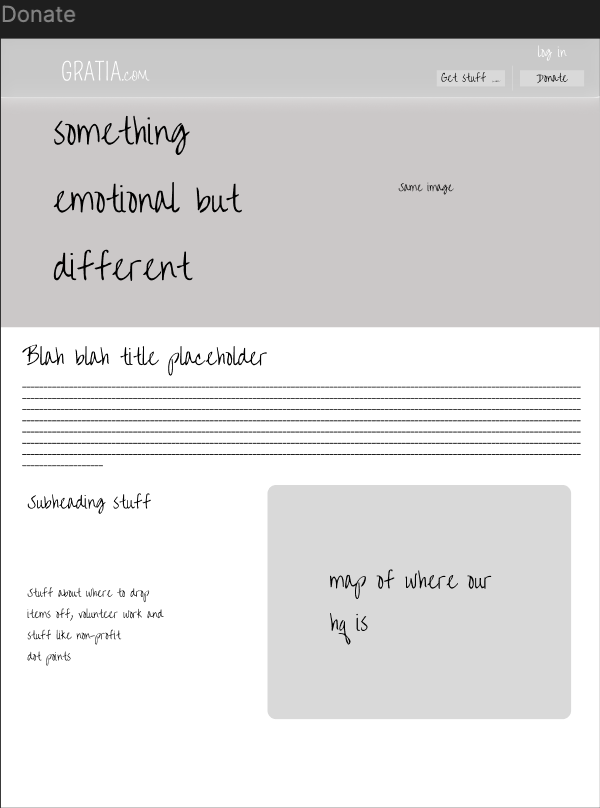 Donate
log in
GRATIA.com
Get stuff ...
Donate
something
emotional but
different
same image
Blah blah title placeholder
Subheading stuff
Stuff about where to drop
items off, volunteer work and
stuff like non-profit
dot points
map of where our
hq is